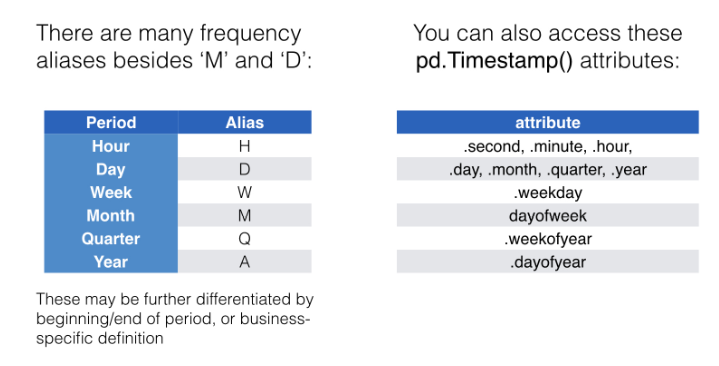 There are many frequency
aliases besides ‘M’ and ‘D’:
Period Alias
Hour H
Day D
Week W
Month M
Quarter Q
Year A
These may be further differentiated by
beginning/end of period, or business-
specific definition
You can also access these
pd.Timestamp() attributes:
attribute
.second, .minute, .hour,
.day, .month, .quarter, .year
.weekday
dayofweek
.weekofyear
.dayofyear